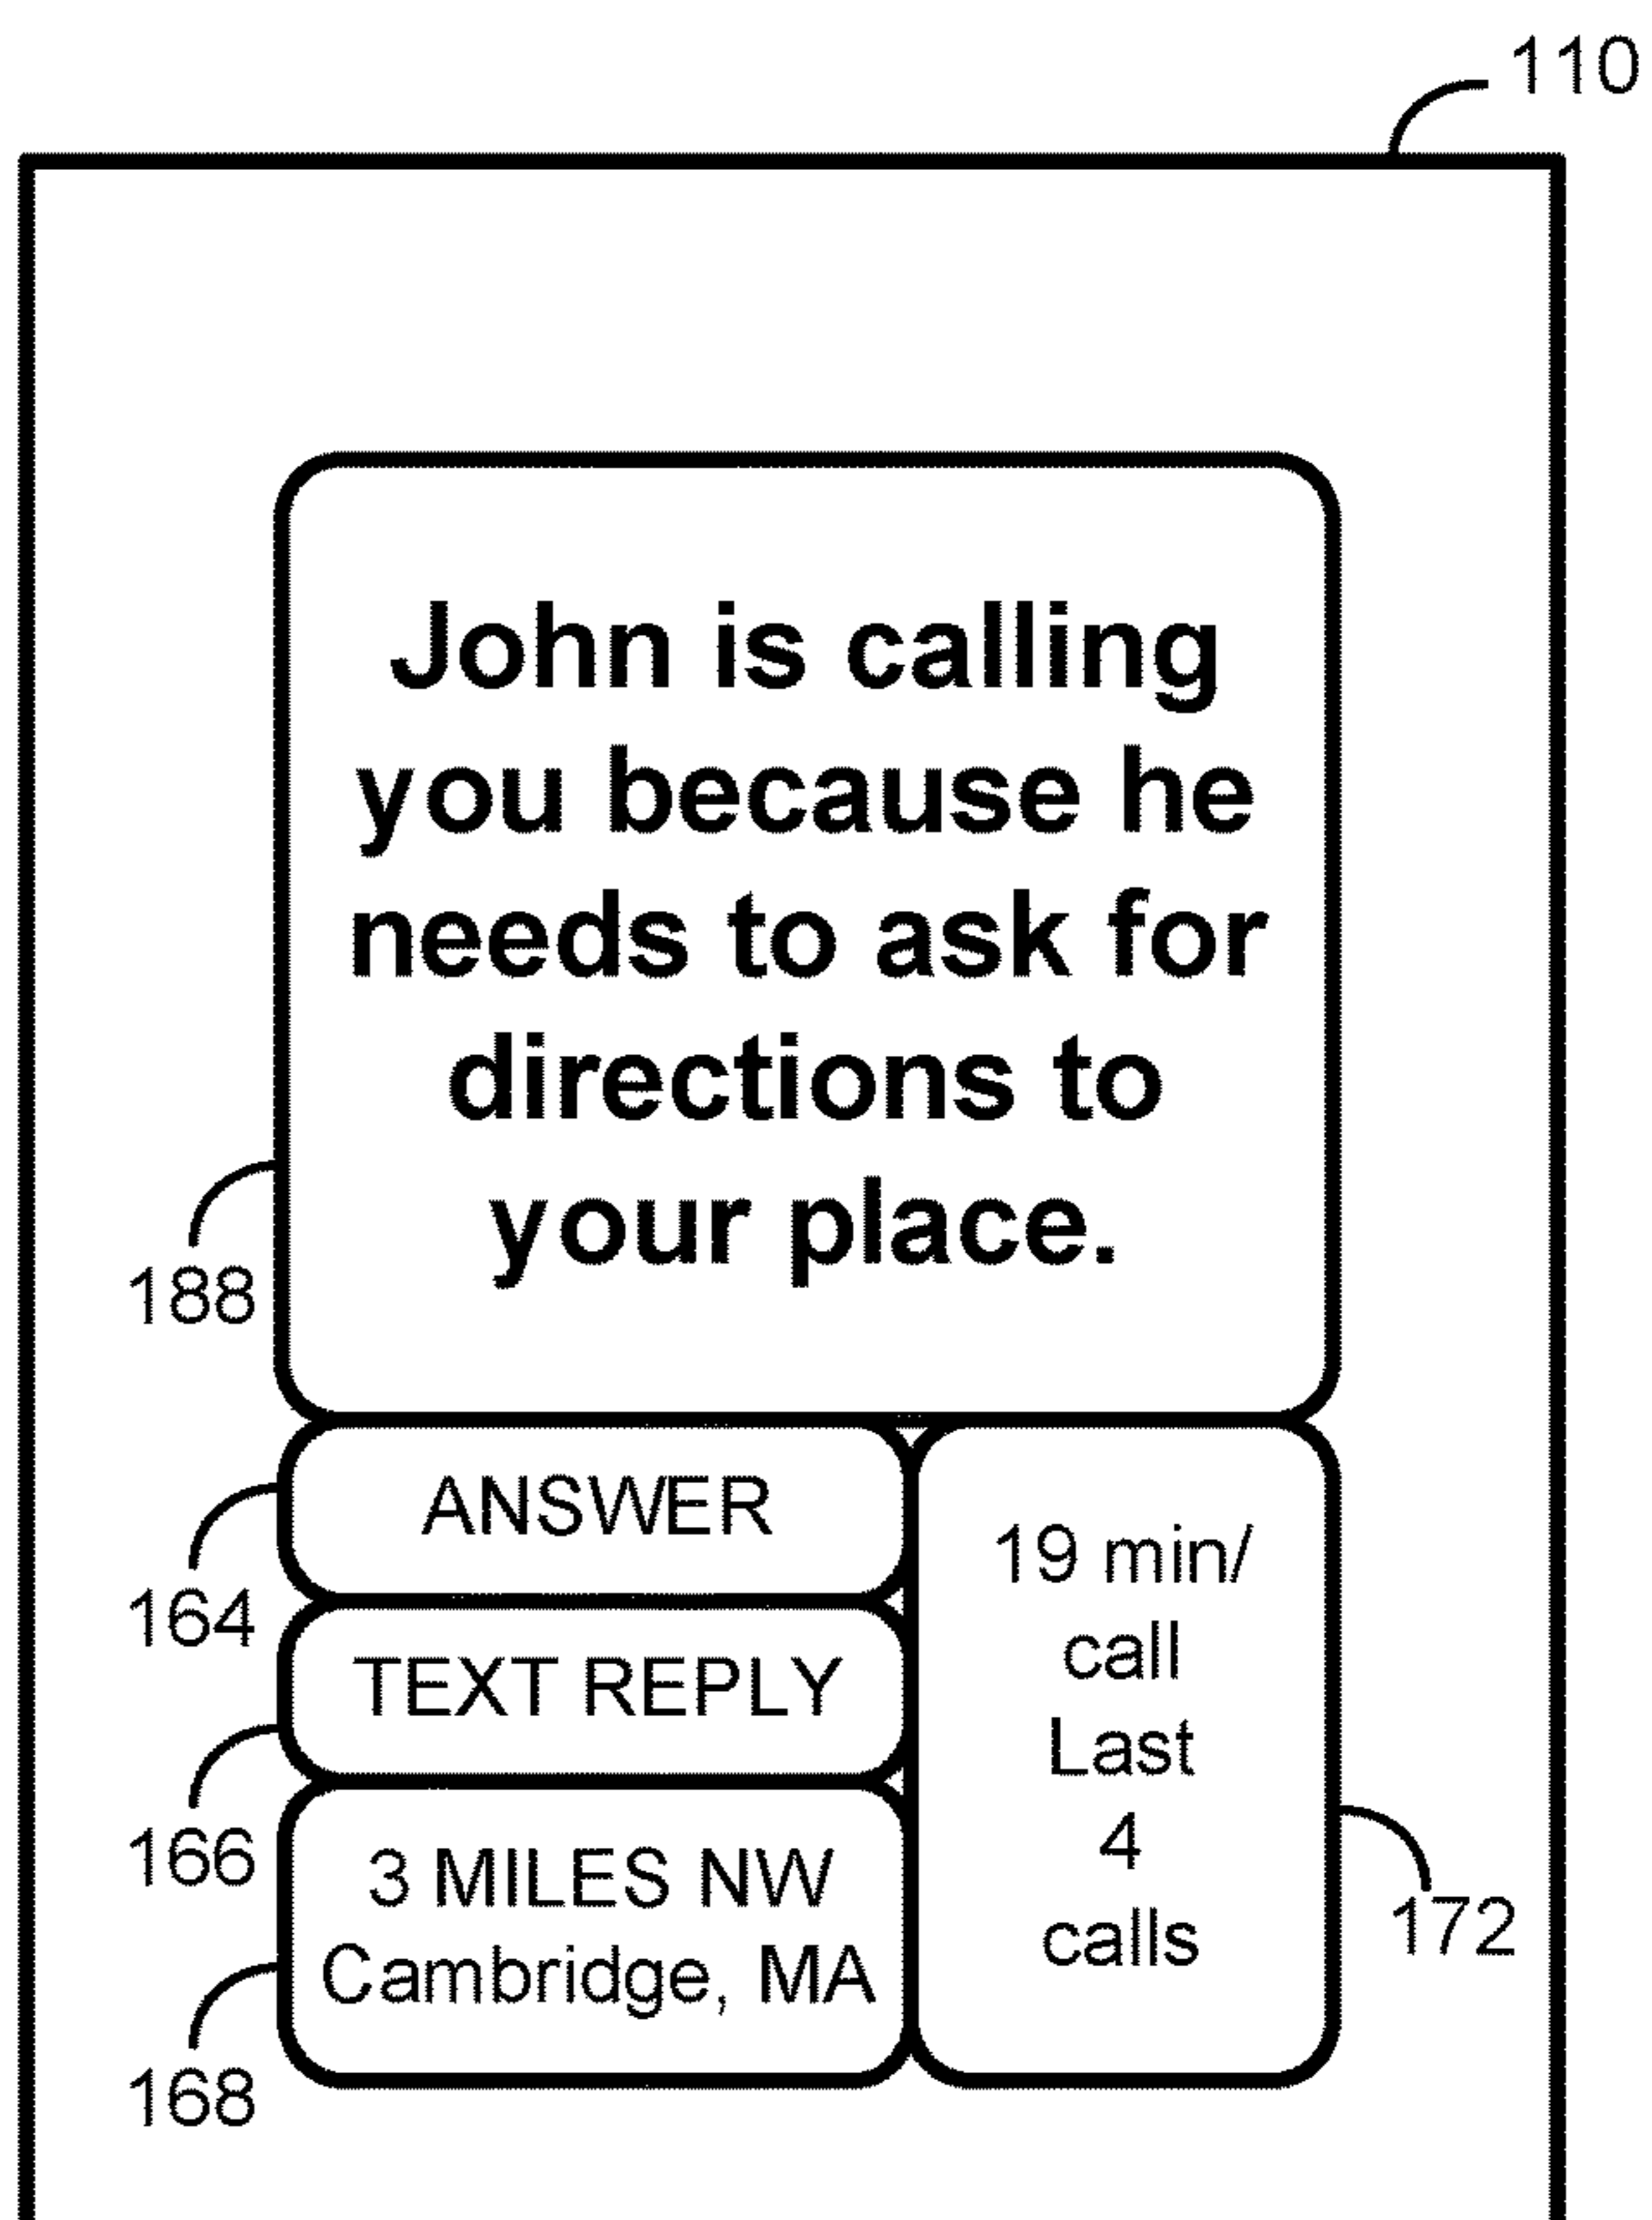 110
John is calling
you because he
needs to ask for
directions to
your place.
188
ANSWER
164
TEXT REPLY
166
3 MILES NW
Cambridge, MA
168
19 min/
call
Last
4
calls
172